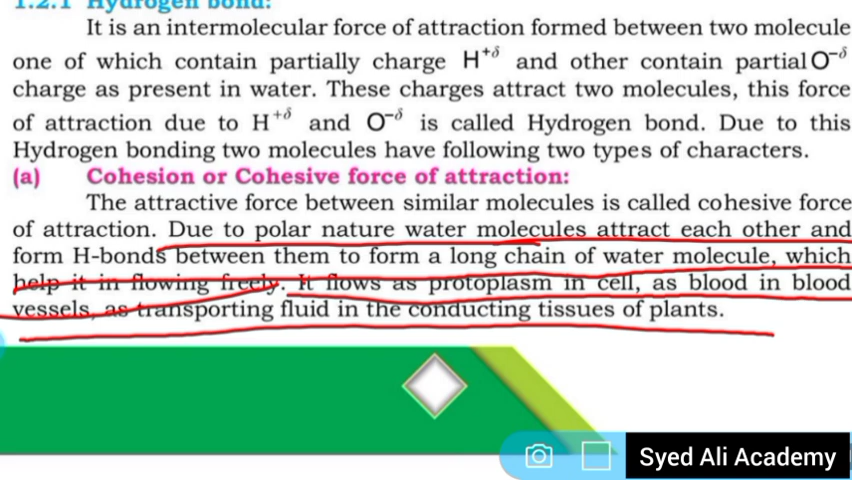 1.2.1 Hydrogen bond:
It is an intermolecular force of attraction formed between two molecule
one of which contain partially charge H⁺ᵟ and other contain partial O⁻ᵟ
charge as present in water. These charges attract two molecules, this force
of attraction due to H⁺ᵟ and O⁻ᵟ is called Hydrogen bond. Due to this
Hydrogen bonding two molecules have following two types of characters.
(a) Cohesion or Cohesive force of attraction:
The attractive force between similar molecules is called cohesive force
of attraction. Due to polar nature water molecules attract each other and
form H-bonds between them to form a long chain of water molecule, which
help it in flowing freely. It flows as protoplasm in cell, as blood in blood
vessels, as transporting fluid in the conducting tissues of plants.
Syed Ali Academy